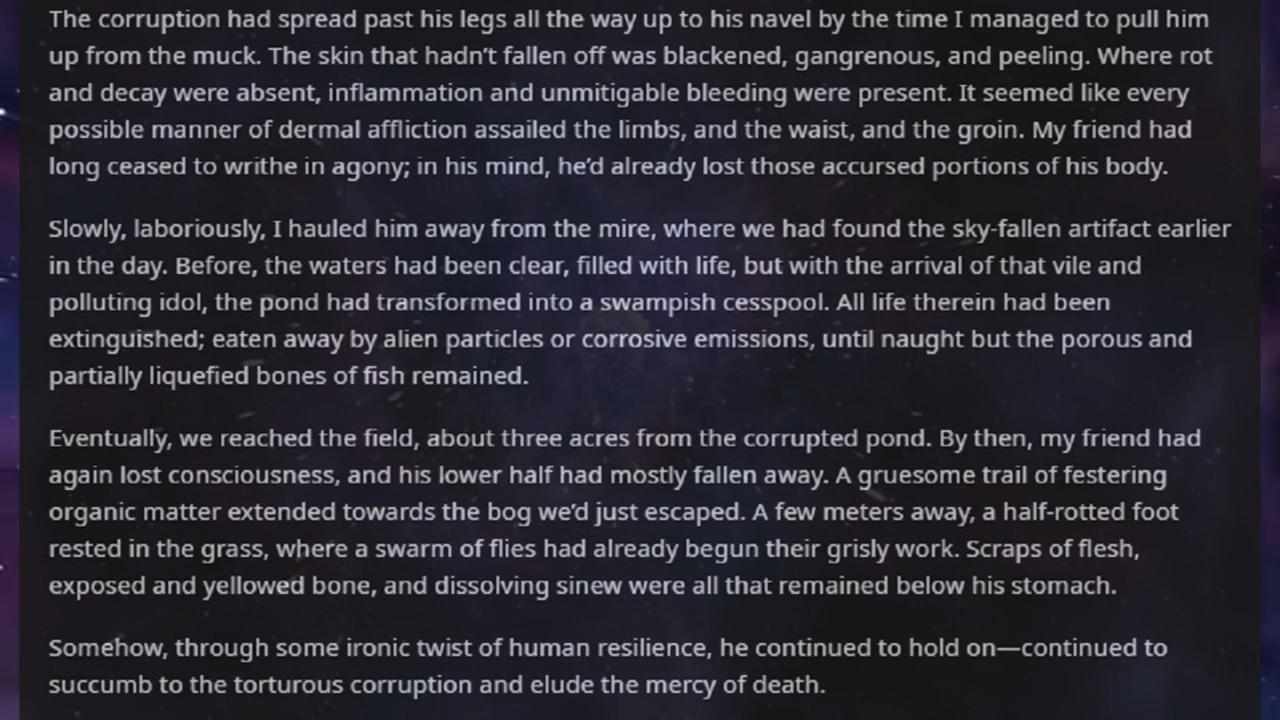 The corruption had spread past his legs all the way up to his navel by the time I managed to pull him
up from the muck. The skin that hadn’t fallen off was blackened, gangrenous, and peeling. Where rot
and decay were absent, inflammation and unmitigable bleeding were present. It seemed like every
possible manner of dermal affliction assailed the limbs, and the waist, and the groin. My friend had
long ceased to writhe in agony; in his mind, he’d already lost those accursed portions of his body.
Slowly, laboriously, I hauled him away from the mire, where we had found the sky-fallen artifact earlier
in the day. Before, the waters had been clear, filled with life, but with the arrival of that vile and
polluting idol, the pond had transformed into a swampish cesspool. All life therein had been
extinguished; eaten away by alien particles or corrosive emissions, until naught but the porous and
partially liquefied bones of fish remained.
Eventually, we reached the field, about three acres from the corrupted pond. By then, my friend had
again lost consciousness, and his lower half had mostly fallen away. A gruesome trail of festering
organic matter extended towards the bog we’d just escaped. A few meters away, a half-rotted foot
rested in the grass, where a swarm of flies had already begun their grisly work. Scraps of flesh,
exposed and yellowed bone, and dissolving sinew were all that remained below his stomach.
Somehow, through some ironic twist of human resilience, he continued to hold on—continued to
succumb to the torturous corruption and elude the mercy of death.